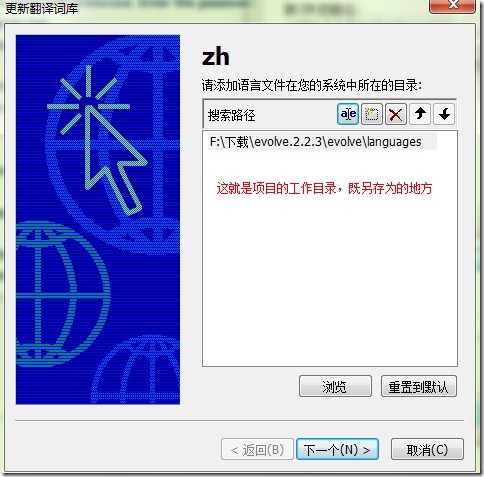 更新翻译词库
zh
请添加语言文件在您的系统中所在的目录:
搜索路径
F:\下载\evolve.2.2.3\evolve\languages
这就是项目的工作目录，既另存为的地方
浏览
重置到默认
< 返回(B)
下一个(N) >
取消(C)